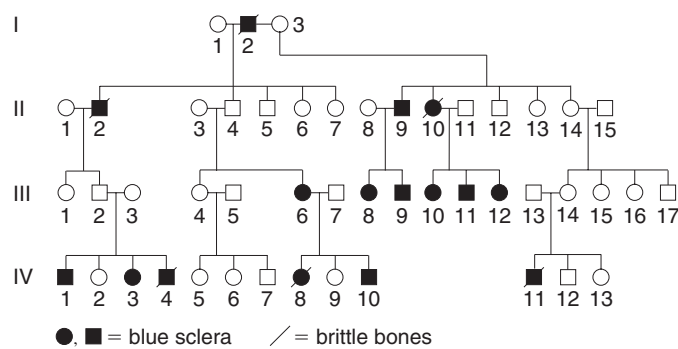 I
1 2 3
II
1 2 3 4 5 6 7 8 9 10 11 12 13 14 15
III
1 2 3 4 5 6 7 8 9 10 11 12 13 14 15 16 17
IV
1 2 3 4 5 6 7 8 9 10 11 12 13
, = blue sclera / = brittle bones